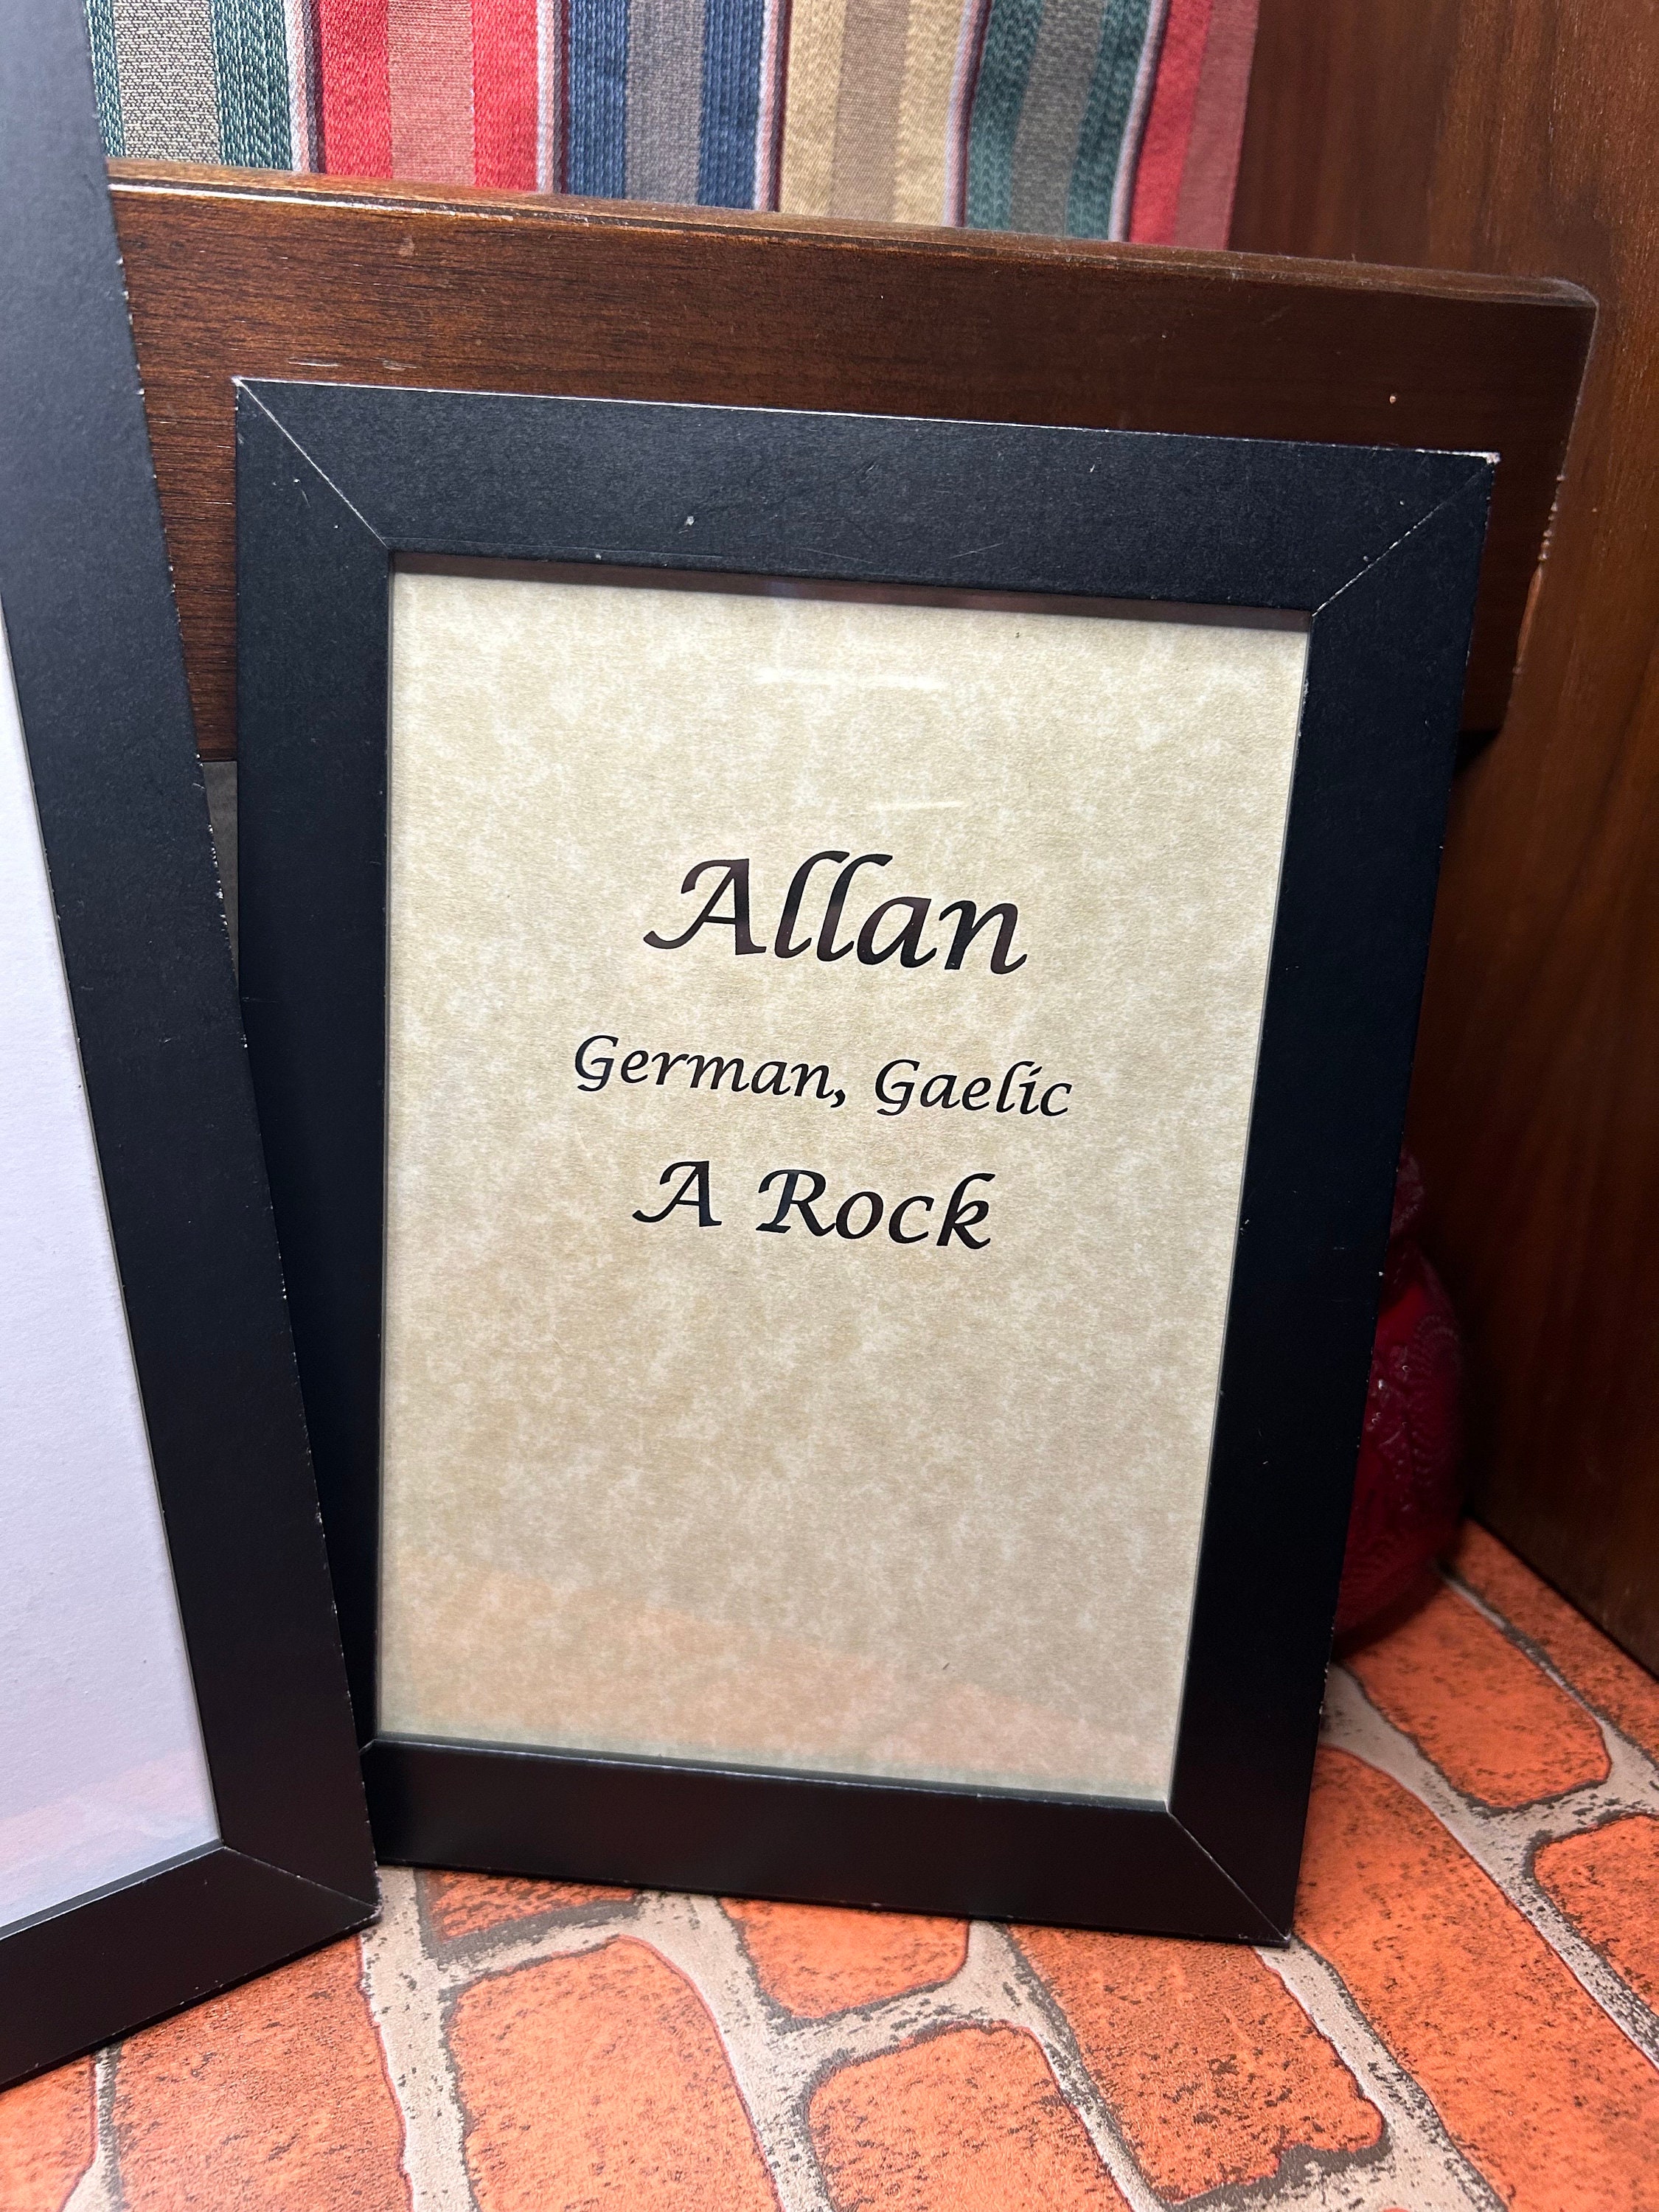 Allan
German, Gaelic
A Rock